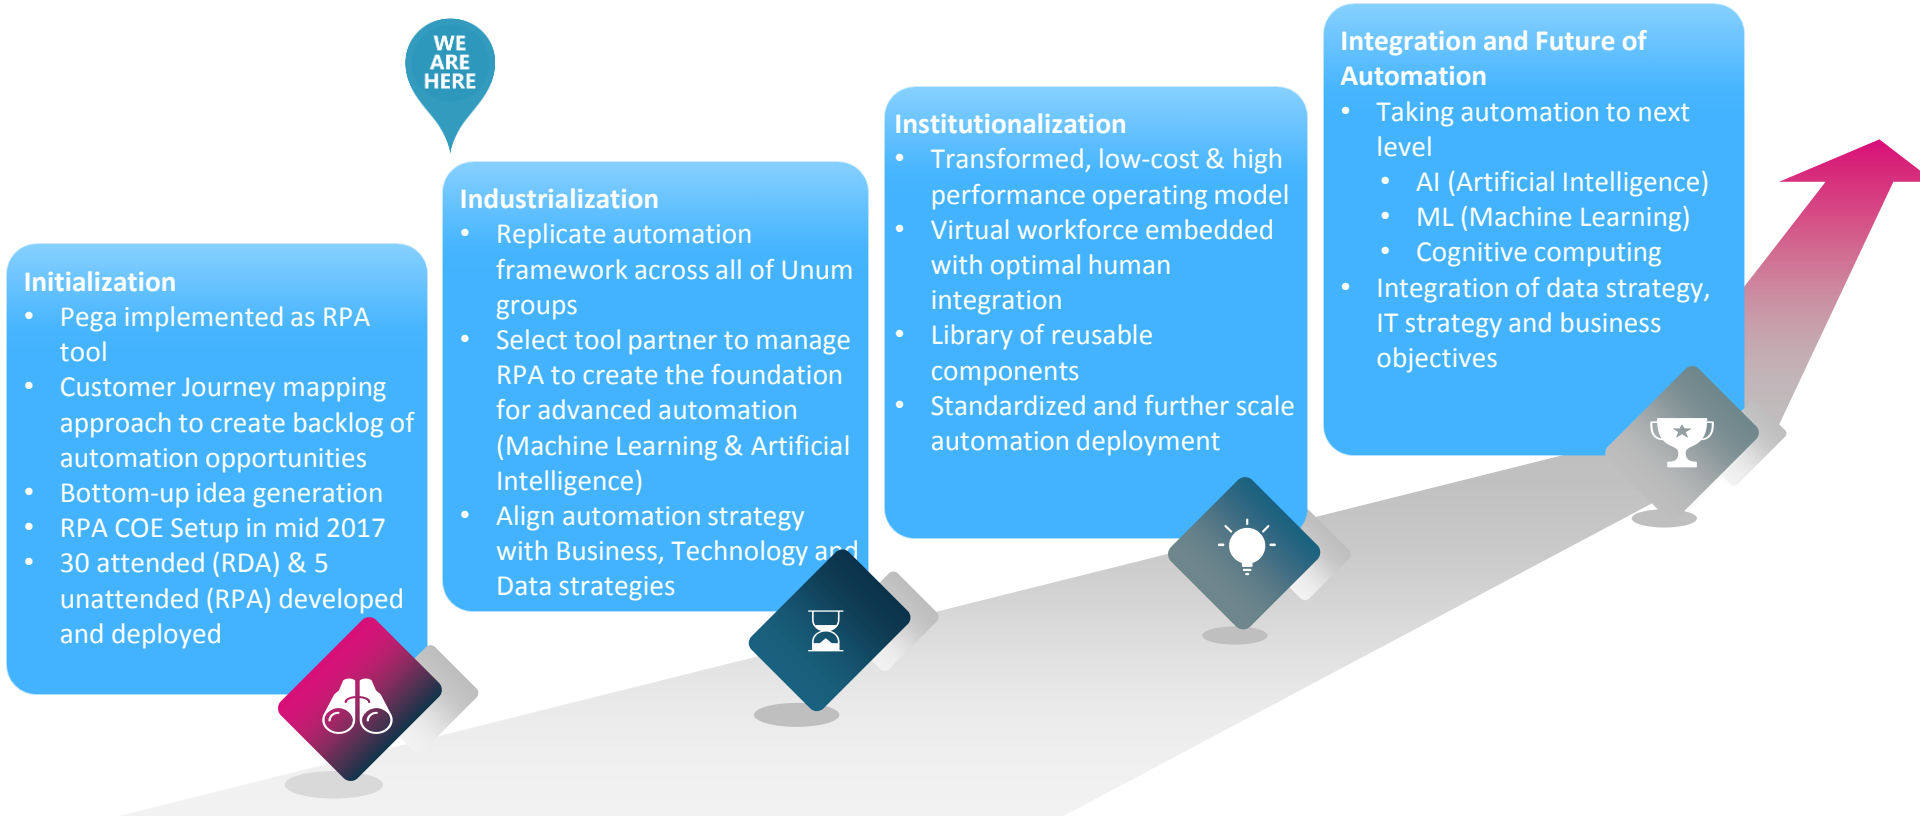 WE
ARE
HERE
Initialization
• Pega implemented as RPA
tool
• Customer Journey mapping
approach to create backlog of
automation opportunities
• Bottom-up idea generation
• RPA COE Setup in mid 2017
• 30 attended (RDA) & 5
unattended (RPA) developed
and deployed
Industrialization
• Replicate automation
framework across all of Unum
groups
• Select tool partner to manage
RPA to create the foundation
for advanced automation
(Machine Learning & Artificial
Intelligence)
• Align automation strategy
with Business, Technology and
Data strategies
Institutionalization
• Transformed, low-cost & high
performance operating model
• Virtual workforce embedded
with optimal human
integration
• Library of reusable
components
• Standardized and further scale
automation deployment
Integration and Future of
Automation
• Taking automation to next
level
• AI (Artificial Intelligence)
• ML (Machine Learning)
• Cognitive computing
• Integration of data strategy,
IT strategy and business
objectives